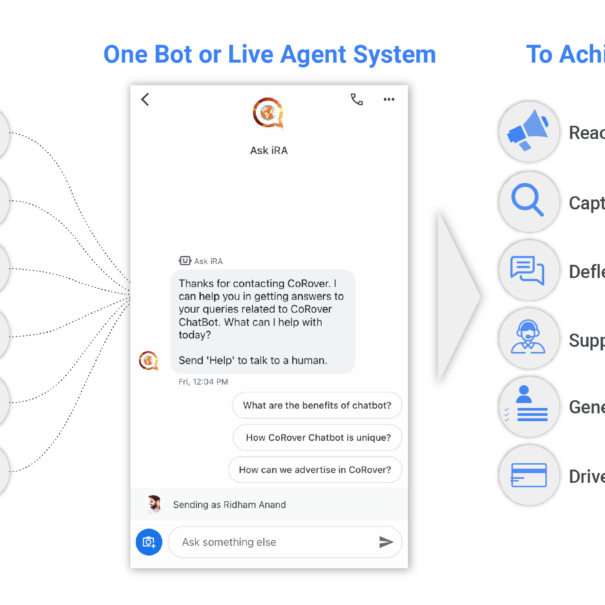 One Bot or Live Agent System
To Achi
Ask iRA
Ask iRA
Thanks for contacting CoRover. I
can help you in getting answers to
your queries related to CoRover
ChatBot. What can I help with
today?
Send 'Help' to talk to a human.
Fri, 12:04 PM
What are the benefits of chatbot?
How CoRover Chatbot is unique?
How can we advertise in CoRover?
Sending as Ridham Anand
Ask something else
Reac
Capt
Defle
Supp
Gene
Drive